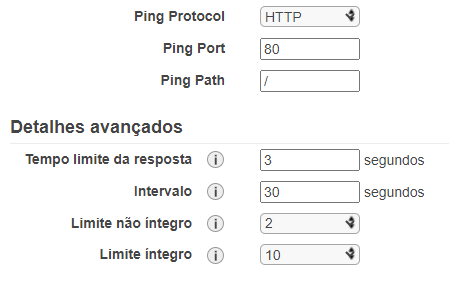 Ping Protocol HTTP
Ping Port 80
Ping Path /
Detalhes avançados
Tempo limite da resposta i 3 segundos
Intervalo i 30 segundos
Limite não íntegro i 2
Limite íntegro i 10